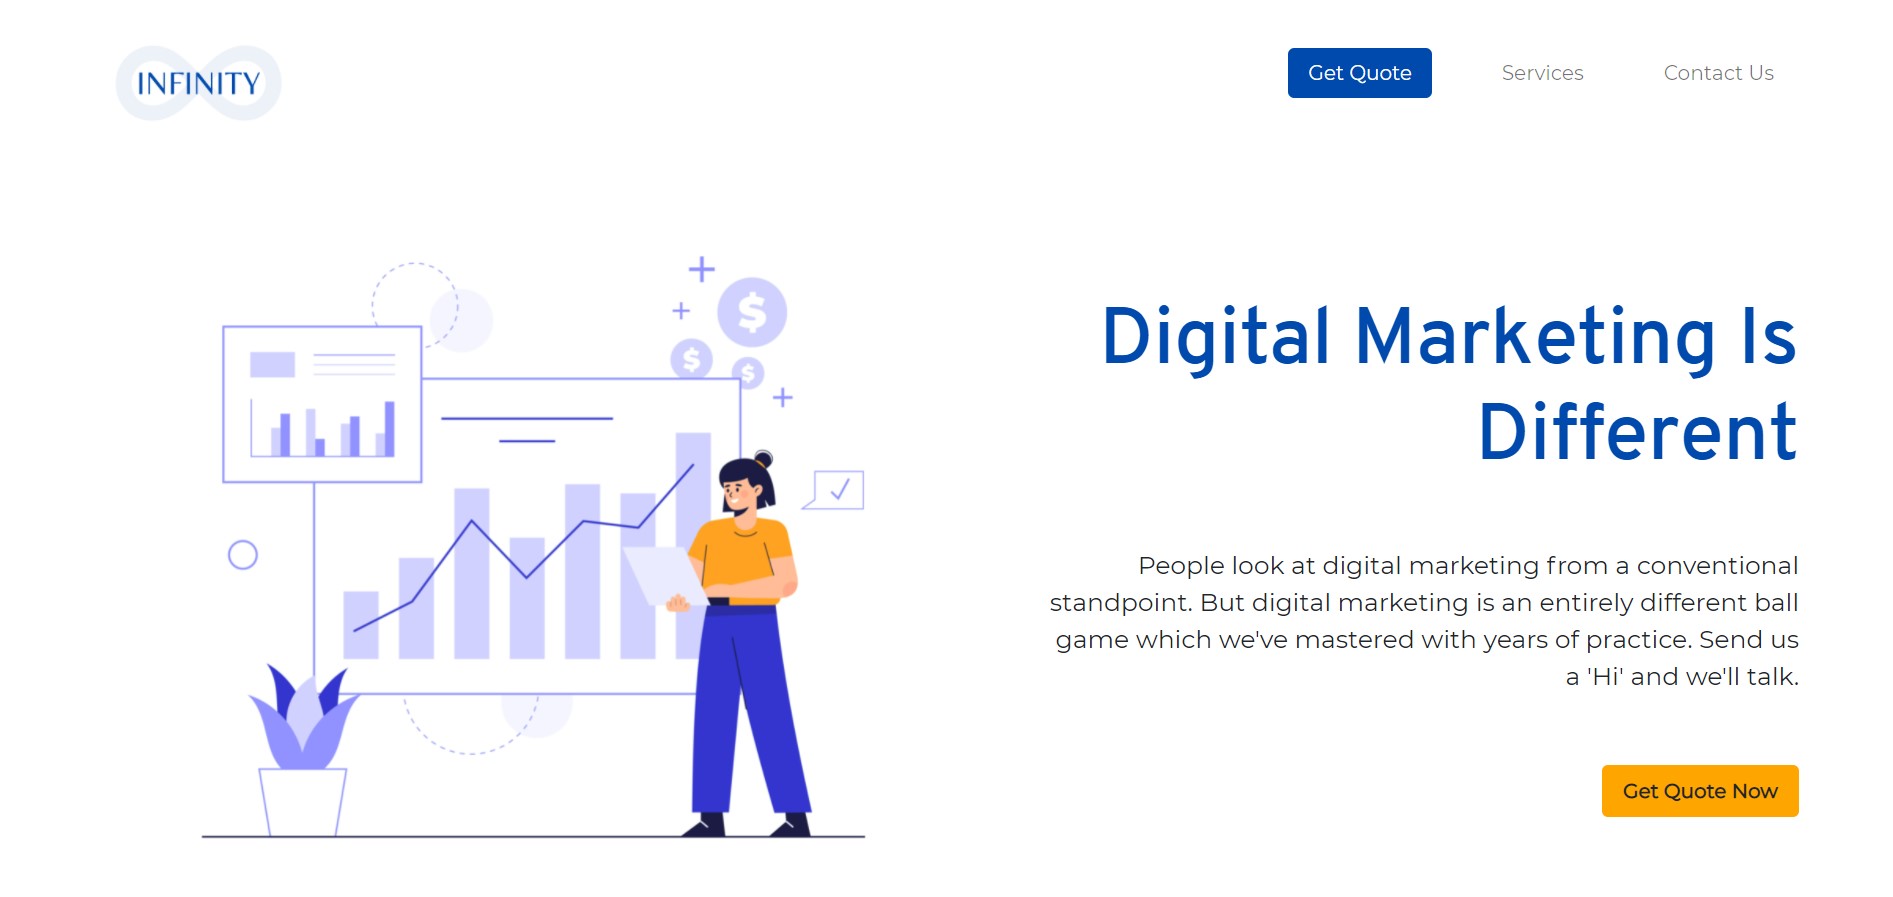 INFINITY
Get Quote
Services
Contact Us
$
$
$
Digital Marketing Is
Different
People look at digital marketing from a conventional
standpoint. But digital marketing is an entirely different ball
game which we've mastered with years of practice. Send us
a 'Hi' and we'll talk.
Get Quote Now